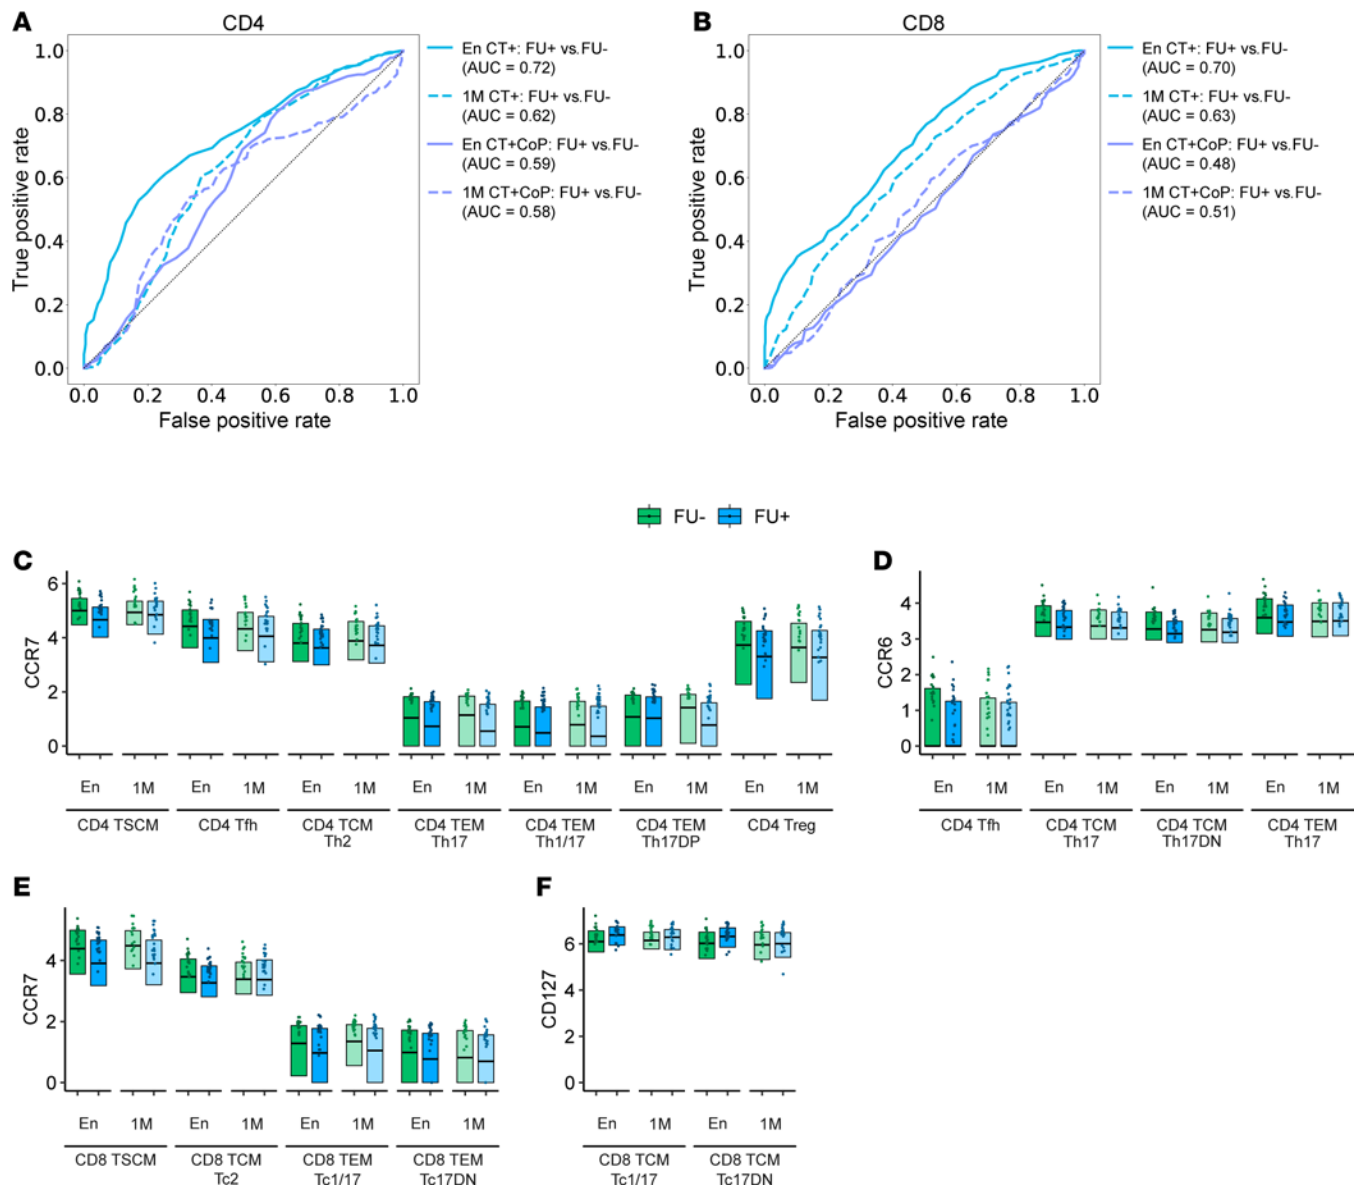 A
CD4
1.0
0.8
0.6
0.4
0.2
0.0
0.0 0.2 0.4 0.6 0.8 1.0
True positive rate
False positive rate
En CT+: FU+ vs.FU-
(AUC = 0.72)
1M CT+: FU+ vs.FU-
(AUC = 0.62)
En CT+CoP: FU+ vs.FU-
(AUC = 0.59)
1M CT+CoP: FU+ vs.FU-
(AUC = 0.58)
B
CD8
1.0
0.8
0.6
0.4
0.2
0.0
0.0 0.2 0.4 0.6 0.8 1.0
True positive rate
False positive rate
En CT+: FU+ vs.FU-
(AUC = 0.70)
1M CT+: FU+ vs.FU-
(AUC = 0.63)
En CT+CoP: FU+ vs.FU-
(AUC = 0.48)
1M CT+CoP: FU+ vs.FU-
(AUC = 0.51)
FU- FU+
C
6
4
2
0
CCR7
En 1M En 1M En 1M En 1M En 1M En 1M En 1M
CD4 TSCM CD4 Tfh CD4 TCM CD4 TEM CD4 TEM CD4 TEM CD4 Treg
Th2 Th17 Th1/17 Th17DP
D
4
3
2
1
0
CCR6
En 1M En 1M En 1M En 1M
CD4 Tfh CD4 TCM CD4 TCM CD4 TEM
Th17 Th17DN Th17
E
4
2
0
CCR7
En 1M En 1M En 1M En 1M
CD8 TSCM CD8 TCM CD8 TEM CD8 TEM
Tc2 Tc1/17 Tc17DN
F
6
4
2
0
CD127
En 1M En 1M
CD8 TCM CD8 TCM
Tc1/17 Tc17DN